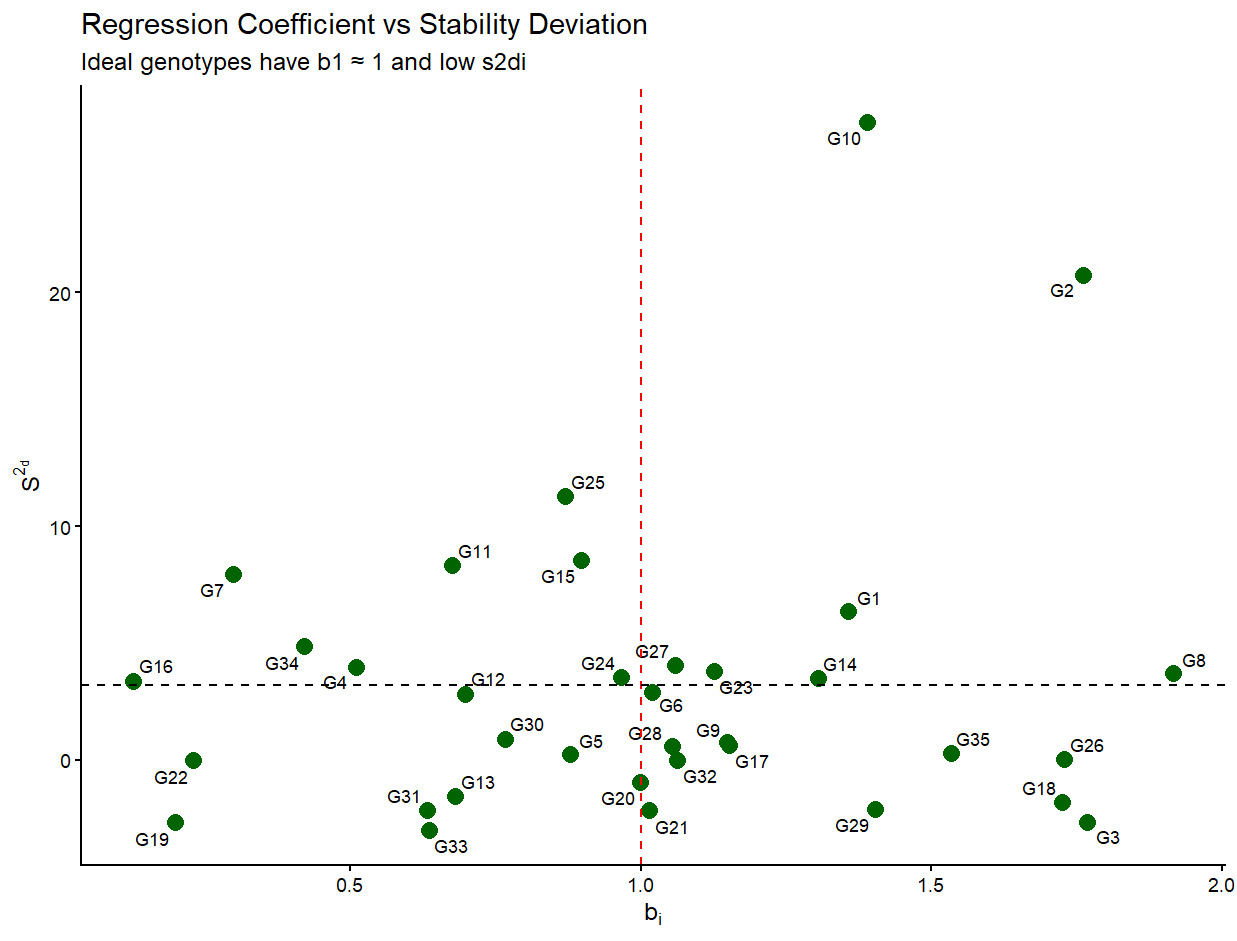 Regression Coefficient vs Stability Deviation
Ideal genotypes have b1 ≈ 1 and low s2di
G10
G2
20
S2d
G25
10
G11
G15
G7
G1
G27
G24
G14
G8
G16
G34
G4
G12
G23
G6
G30
G28
G9
G5
G35
G26
0
G17
G22
G32
G13
G18
G31
G20
G29
G21
G19
G33
G3
0.5
1.0
1.5
2.0
bi